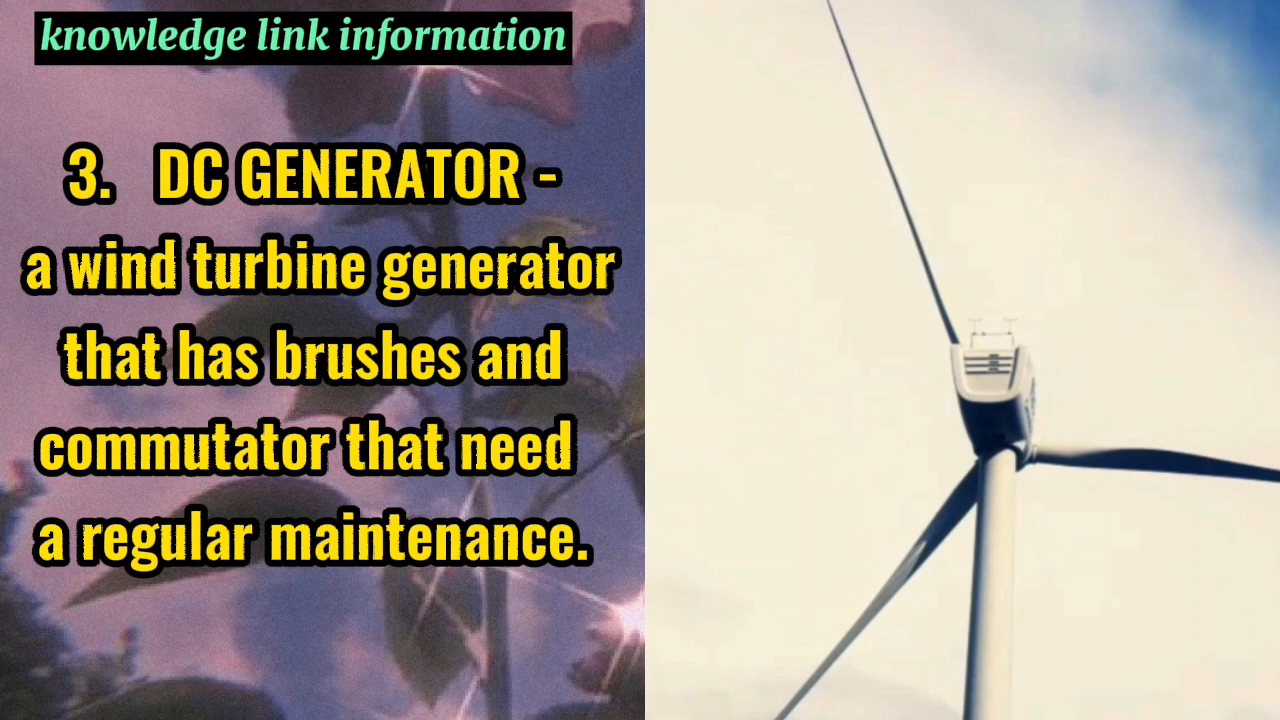 knowledge link information
3. DC GENERATOR -
a wind turbine generator
that has brushes and
commutator that need
a regular maintenance.